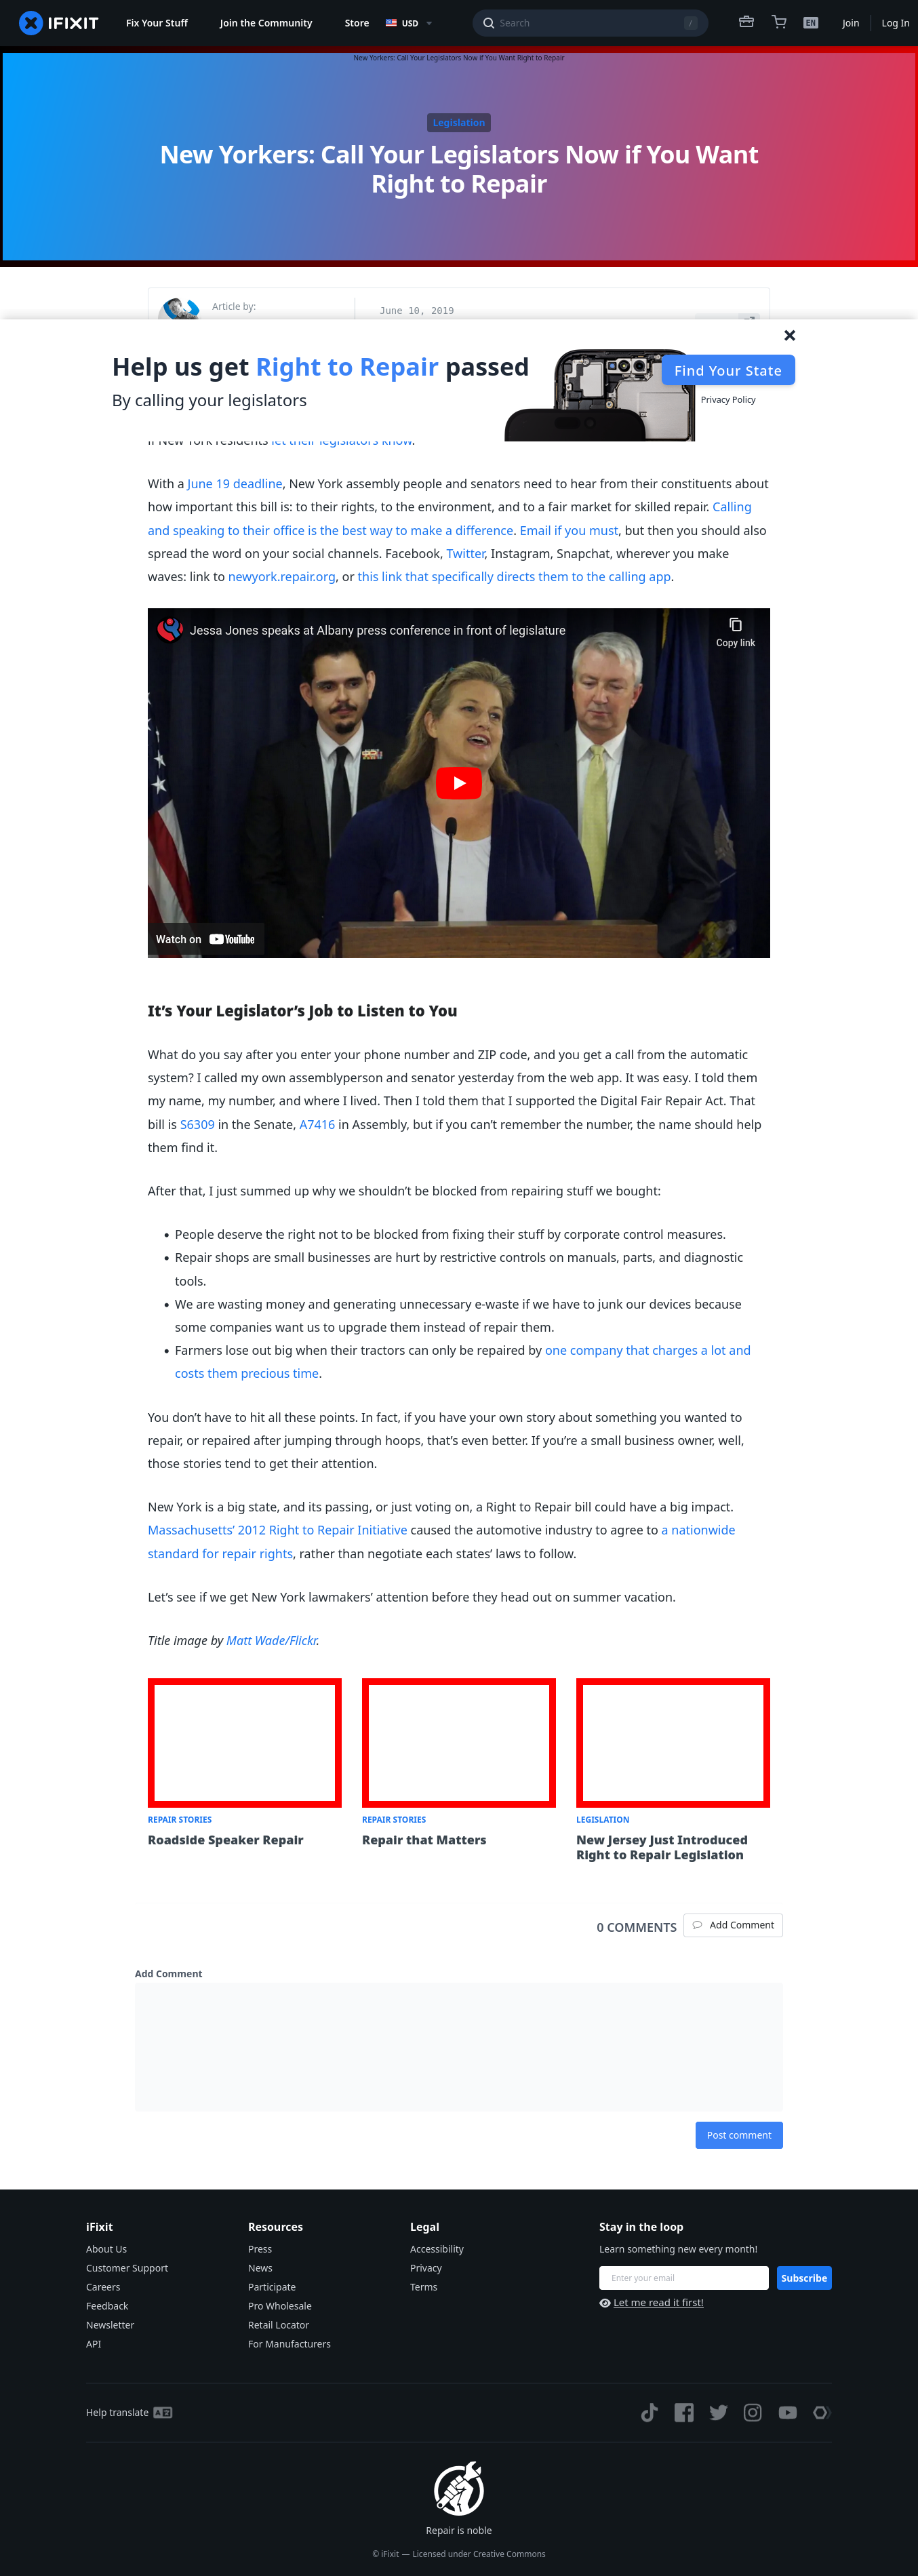 IFIXIT
Fix Your Stuff
Join the Community
Store
USD
Search
/
EN
Join
Log In
New Yorkers: Call Your Legislators Now if You Want Right to Repair
Legislation
New Yorkers: Call Your Legislators Now if You Want
Right to Repair
Article by:
June 10, 2019
Help us get Right to Repair passed
By calling your legislators
Find Your State
Privacy Policy
if New York residents let their legislators know.
With a June 19 deadline, New York assembly people and senators need to hear from their constituents about
how important this bill is: to their rights, to the environment, and to a fair market for skilled repair. Calling
and speaking to their office is the best way to make a difference. Email if you must, but then you should also
spread the word on your social channels. Facebook, Twitter, Instagram, Snapchat, wherever you make
waves: link to newyork.repair.org, or this link that specifically directs them to the calling app.
Jessa Jones speaks at Albany press conference in front of legislature
Copy link
Watch on YouTube
It’s Your Legislator’s Job to Listen to You
What do you say after you enter your phone number and ZIP code, and you get a call from the automatic
system? I called my own assemblyperson and senator yesterday from the web app. It was easy. I told them
my name, my number, and where I lived. Then I told them that I supported the Digital Fair Repair Act. That
bill is S6309 in the Senate, A7416 in Assembly, but if you can’t remember the number, the name should help
them find it.
After that, I just summed up why we shouldn’t be blocked from repairing stuff we bought:
People deserve the right not to be blocked from fixing their stuff by corporate control measures.
Repair shops are small businesses are hurt by restrictive controls on manuals, parts, and diagnostic
tools.
We are wasting money and generating unnecessary e-waste if we have to junk our devices because
some companies want us to upgrade them instead of repair them.
Farmers lose out big when their tractors can only be repaired by one company that charges a lot and
costs them precious time.
You don’t have to hit all these points. In fact, if you have your own story about something you wanted to
repair, or repaired after jumping through hoops, that’s even better. If you’re a small business owner, well,
those stories tend to get their attention.
New York is a big state, and its passing, or just voting on, a Right to Repair bill could have a big impact.
Massachusetts’ 2012 Right to Repair Initiative caused the automotive industry to agree to a nationwide
standard for repair rights, rather than negotiate each states’ laws to follow.
Let’s see if we get New York lawmakers’ attention before they head out on summer vacation.
Title image by Matt Wade/Flickr.
REPAIR STORIES
Roadside Speaker Repair
REPAIR STORIES
Repair that Matters
LEGISLATION
New Jersey Just Introduced
Right to Repair Legislation
0 COMMENTS
Add Comment
Add Comment
Post comment
iFixit
About Us
Customer Support
Careers
Feedback
Newsletter
API
Resources
Press
News
Participate
Pro Wholesale
Retail Locator
For Manufacturers
Legal
Accessibility
Privacy
Terms
Stay in the loop
Learn something new every month!
Enter your email
Subscribe
Let me read it first!
Help translate
Repair is noble
© iFixit — Licensed under Creative Commons